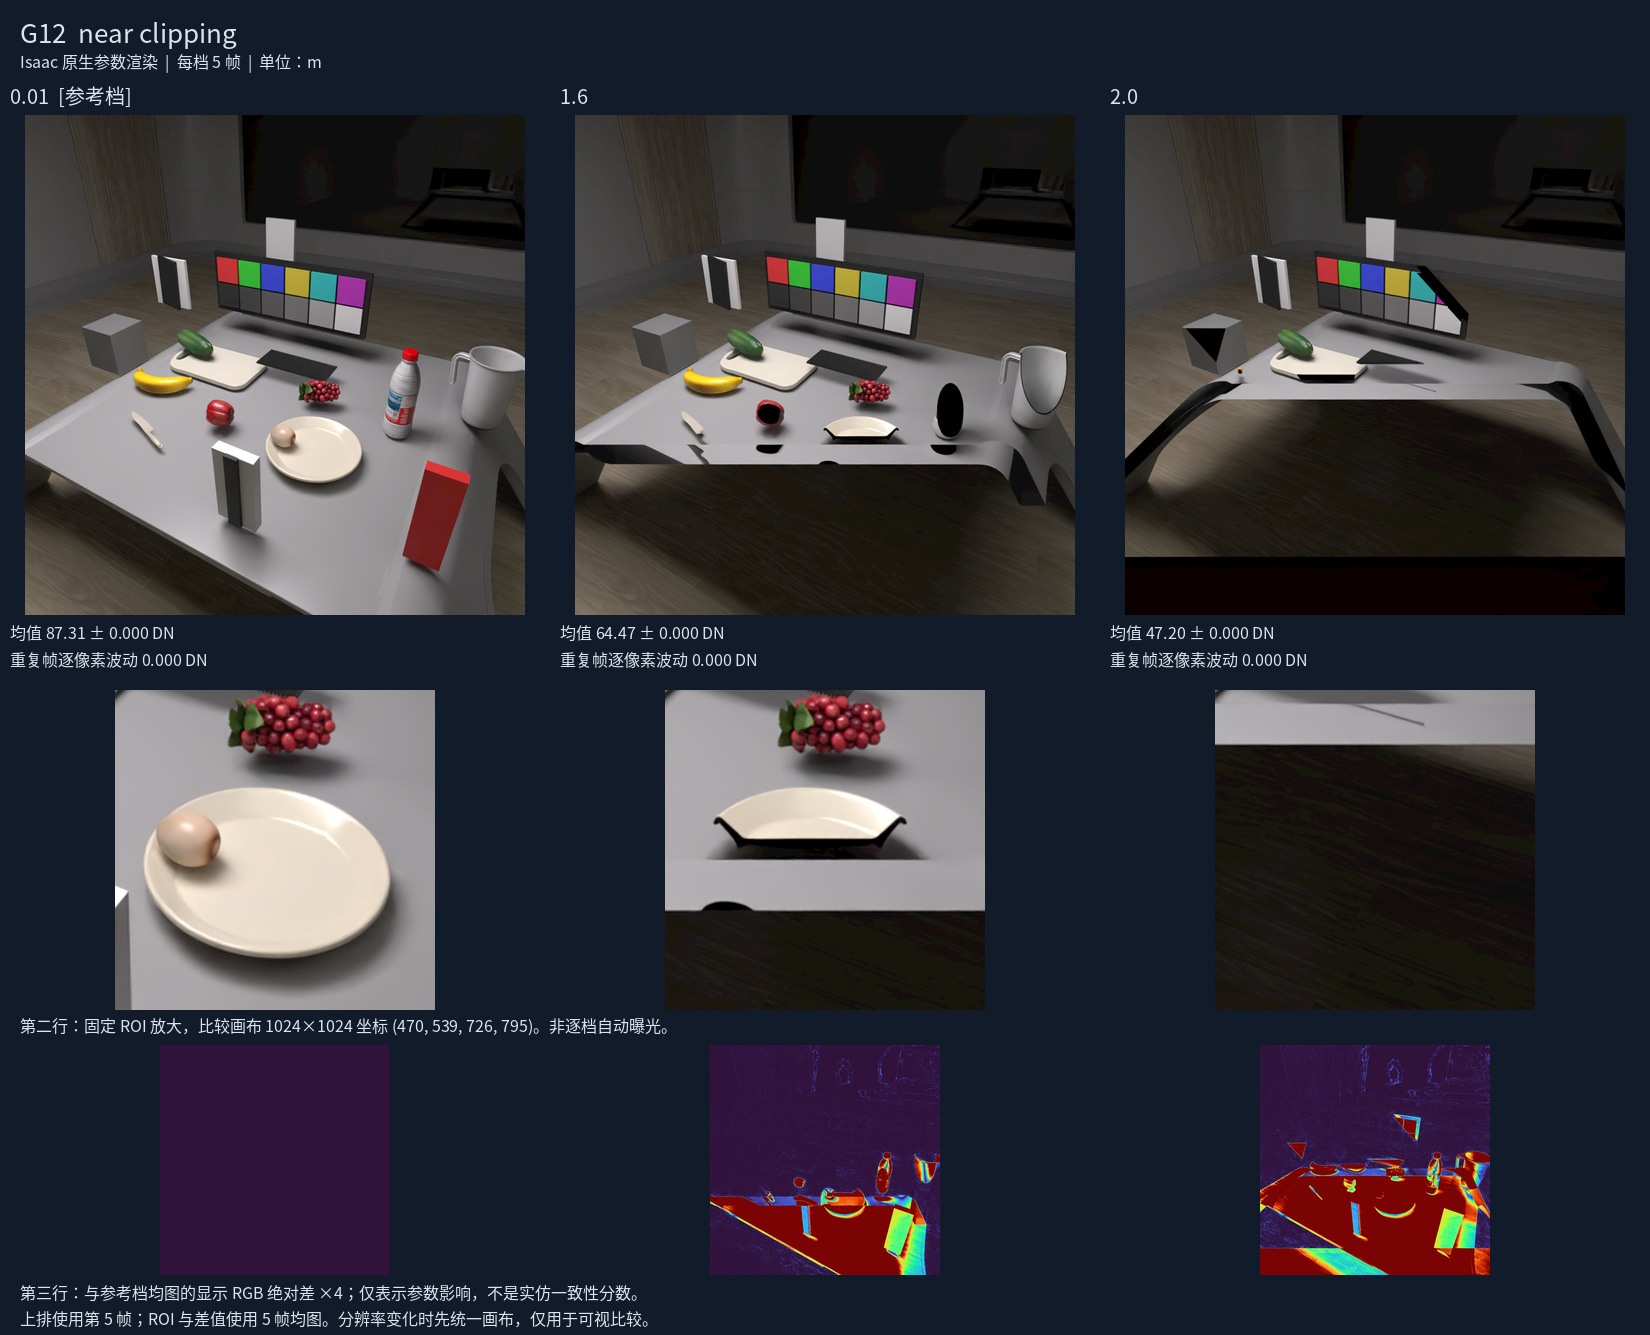 G12 near clipping
Isaac 原生参数渲染 | 每档 5 帧 | 单位：m
0.01 [参考档]
1.6
2.0
均值 87.31 ± 0.000 DN
重复帧逐像素波动 0.000 DN
均值 64.47 ± 0.000 DN
重复帧逐像素波动 0.000 DN
均值 47.20 ± 0.000 DN
重复帧逐像素波动 0.000 DN
第二行：固定 ROI 放大，比较画布 1024×1024 坐标 (470, 539, 726, 795)。非逐档自动曝光。
第三行：与参考档均图的显示 RGB 绝对差 ×4；仅表示参数影响，不是实仿一致性分数。
上排使用第 5 帧；ROI 与差值使用 5 帧均图。分辨率变化时先统一画布，仅用于可视比较。